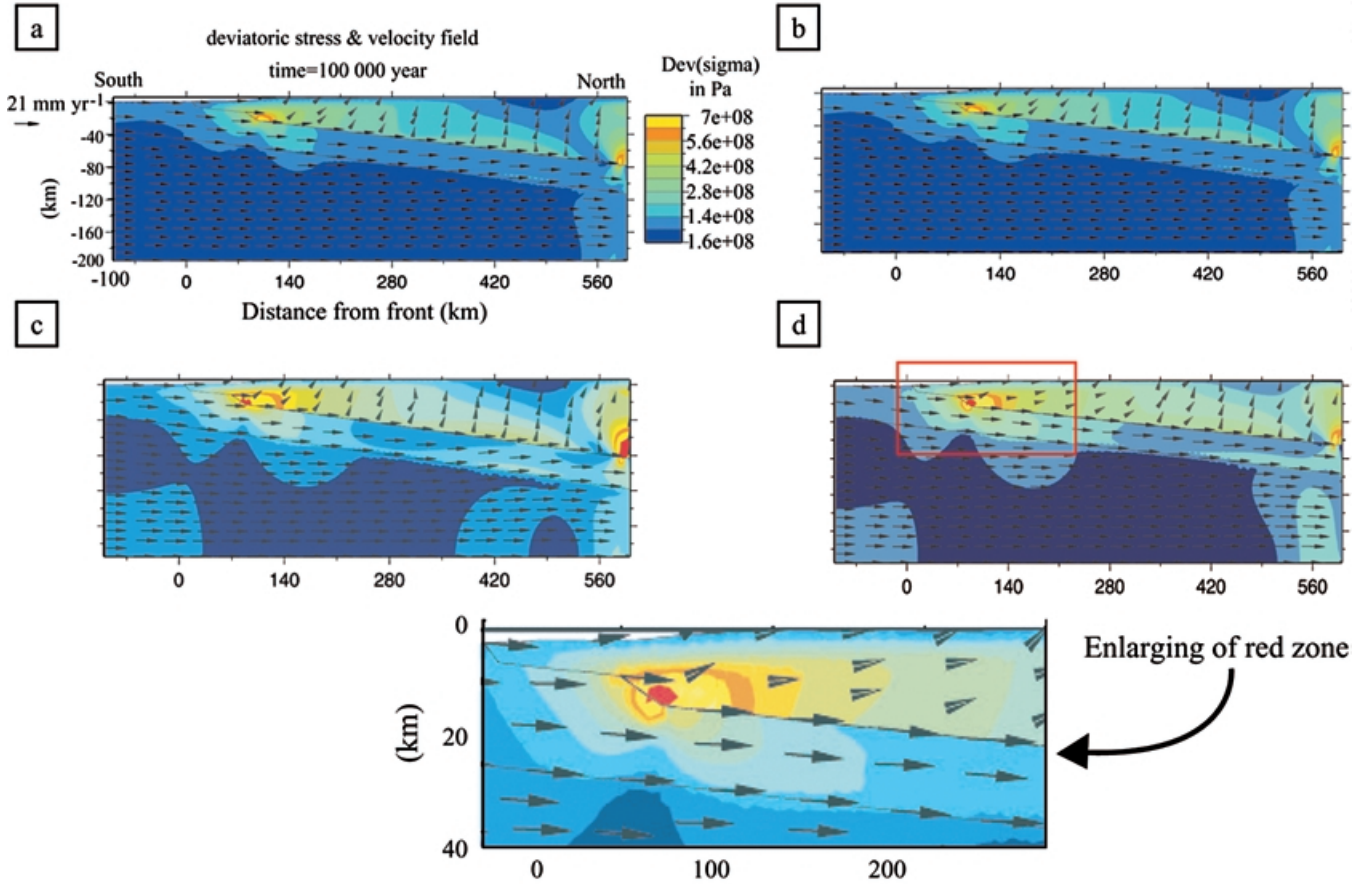 a
b
deviatoric stress & velocity field
time=100 000 year
Dev(sigma)
in Pa
South
North
21 mm yr⁻¹
7e+08
5.6e+08
4.2e+08
2.8e+08
1.4e+08
1.6e+08
-40
-80
-120
-160
-200
(km)
-100 0 140 280 420 560
0 140 280 420 560
Distance from front (km)
c
d
0 140 280 420 560
0 140 280 420 560
Enlarging of red zone
0
20
40
(km)
0 100 200